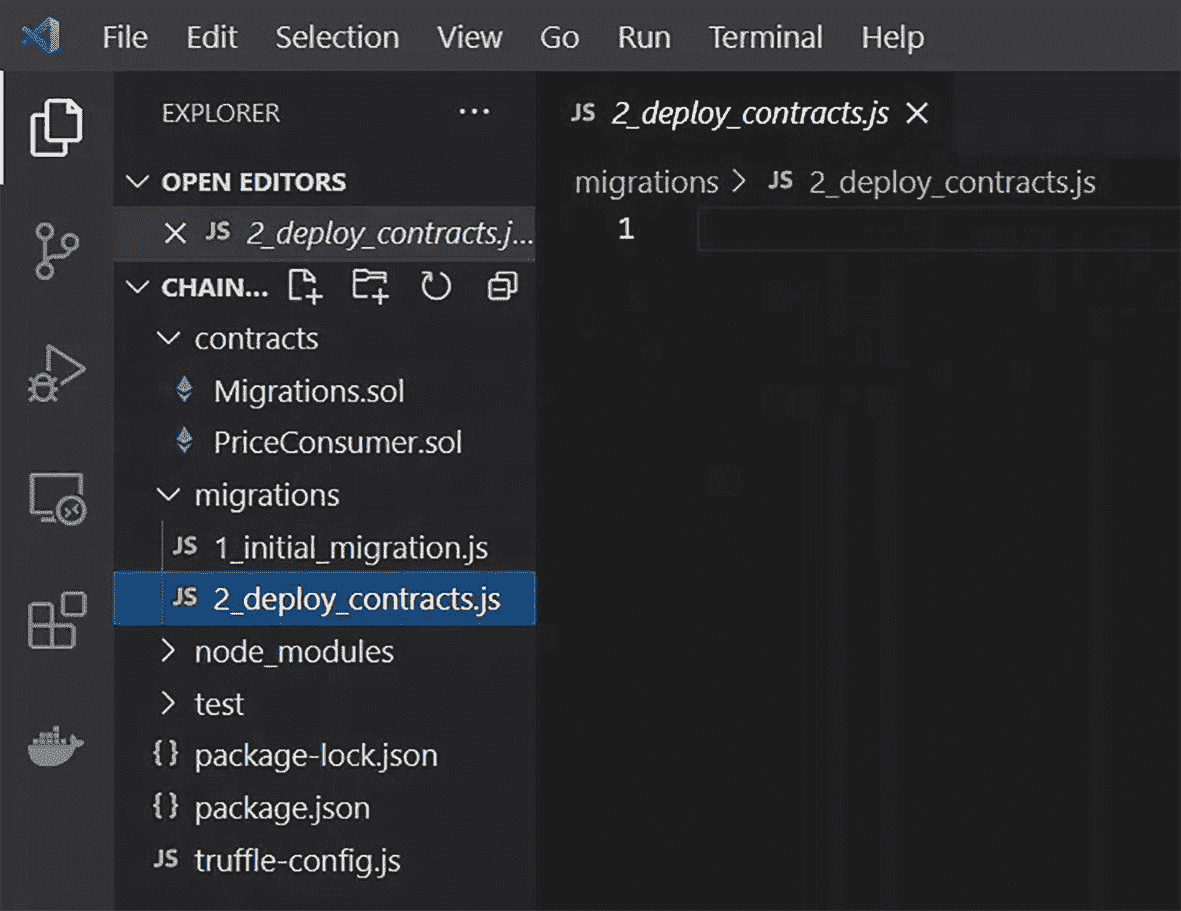 File Edit Selection View Go Run Terminal Help
EXPLORER ...
OPEN EDITORS
JS 2_deploy_contracts.j...
CHAIN...
contracts
Migrations.sol
PriceConsumer.sol
migrations
JS 1_initial_migration.js
JS 2_deploy_contracts.js
node_modules
test
{} package-lock.json
{} package.json
JS truffle-config.js
JS 2_deploy_contracts.js
migrations > JS 2_deploy_contracts.js
1